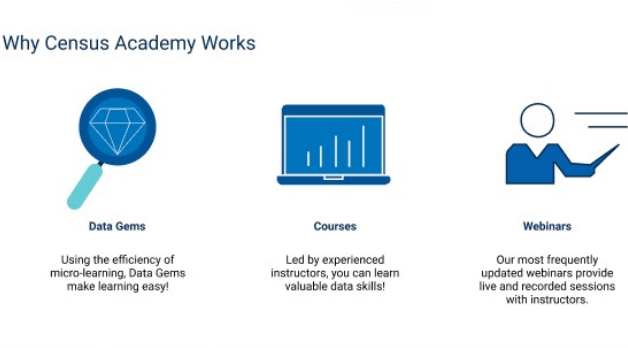 Why Census Academy Works
Data Gems
Using the efficiency of
micro-learning, Data Gems
make learning easy!
Courses
Led by experienced
instructors, you can learn
valuable data skills!
Webinars
Our most frequently
updated webinars provide
live and recorded sessions
with instructors.